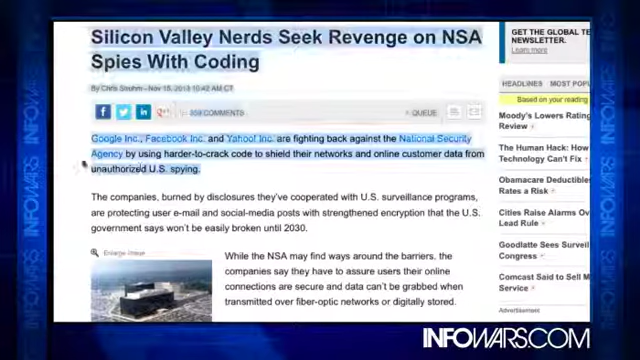 Silicon Valley Nerds Seek Revenge on NSA
Spies With Coding
By Chris Strohm - Nov 15, 2013 10:42 AM CT
359 COMMENTS
QUEUE
Google Inc., Facebook Inc. and Yahoo! Inc. are fighting back against the National Security
Agency by using harder-to-crack code to shield their networks and online customer data from
unauthorized U.S. spying.
The companies, burned by disclosures they've cooperated with U.S. surveillance programs,
are protecting user e-mail and social-media posts with strengthened encryption that the U.S.
government says won't be easily broken until 2030.
Enlarge image
While the NSA may find ways around the barriers, the
companies say they have to assure users their online
connections are secure and data can't be grabbed when
transmitted over fiber-optic networks or digitally stored.
GET THE GLOBAL
NEWSLETTER.
Learn more
HEADLINES MOST
Based on your reading
Moody's Lowers Rating
Review
The Human Hack: How
Technology Can't Fix
Obamacare Deductibles
Rates a Risk
Cities Raise Alarms
Lead Rule
Goodlatte Sees
Congress
Comcast Said to Sell
Service
Advertisement
INFOWARS
INFOWARS
INFOWARS
INFOWARS
INFOWARS.COM